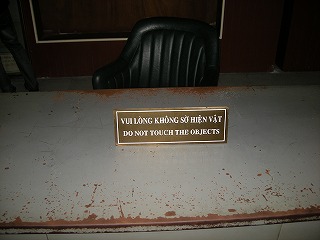 VUI LÒNG KHÔNG SỜ HIỆN VẬT
DO NOT TOUCH THE OBJECTS